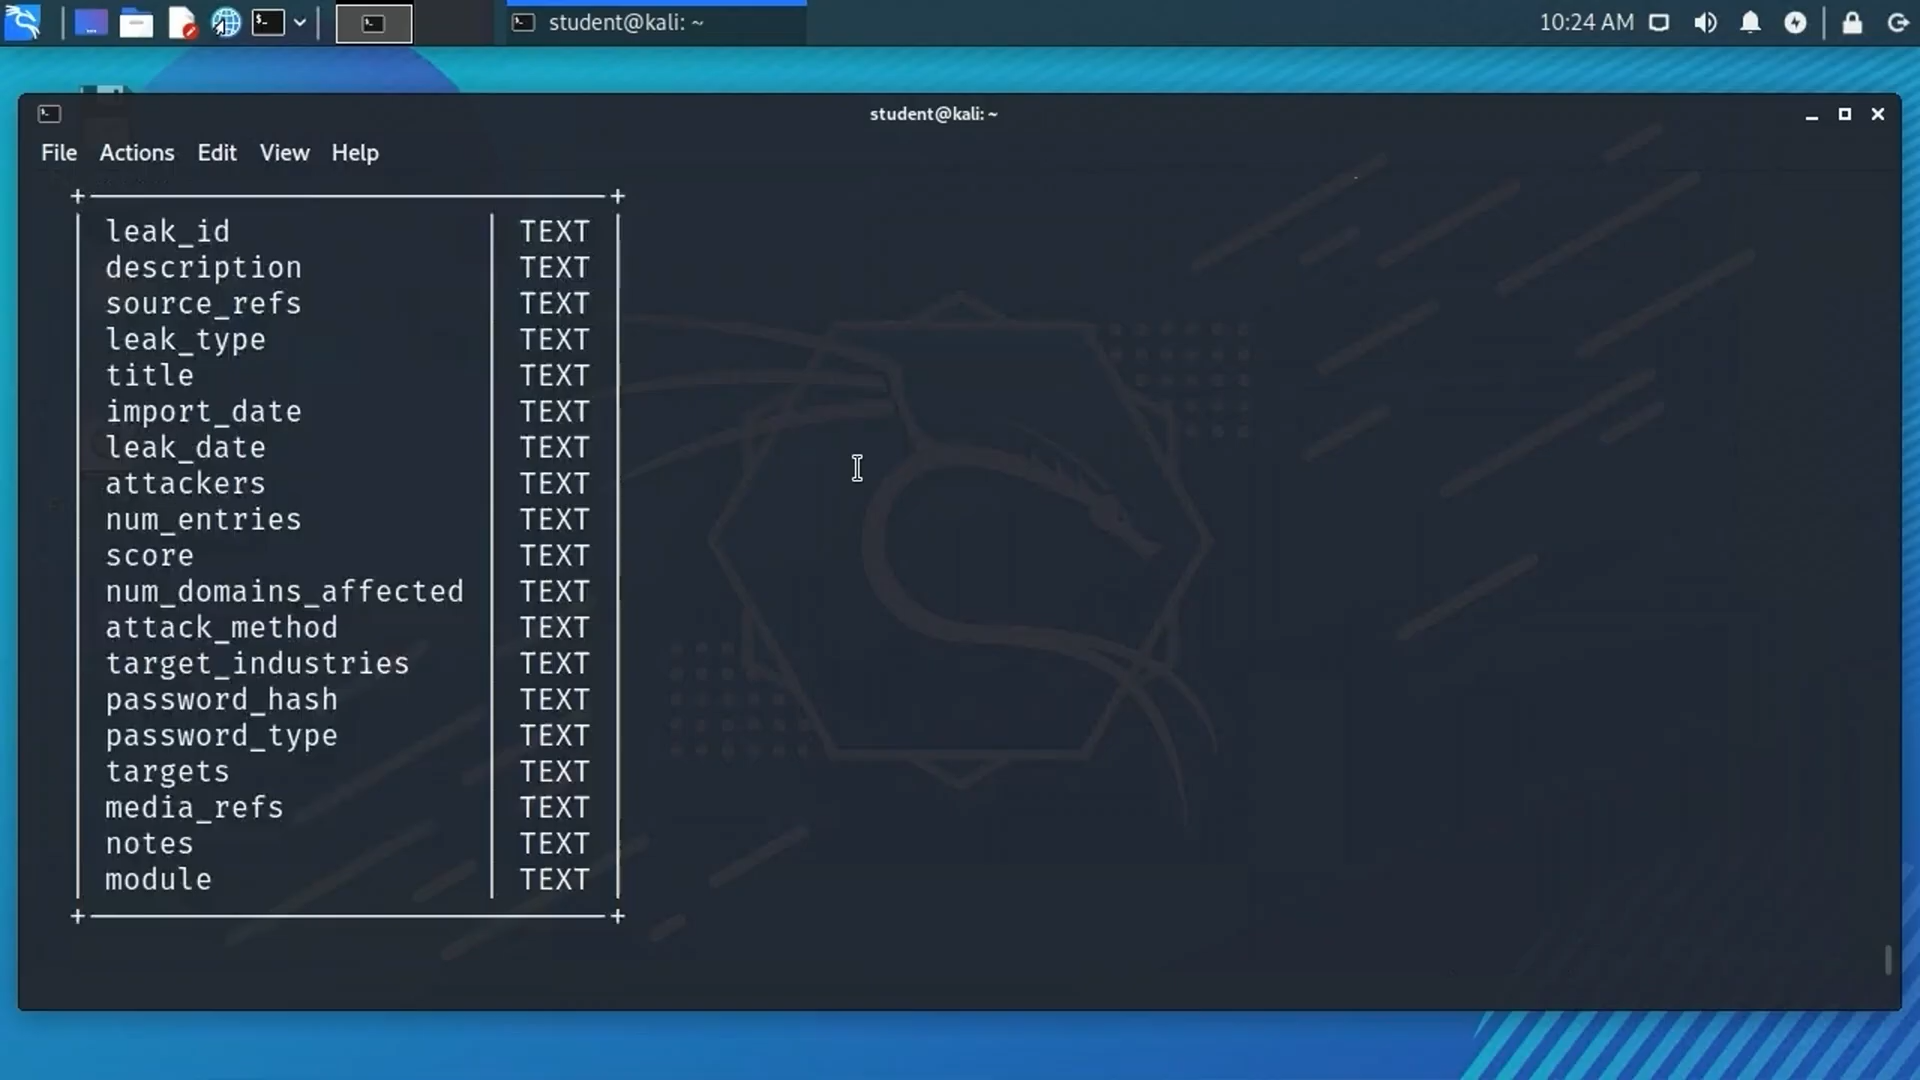 student@kali: ~
10:24 AM
student@kali: ~
File Actions Edit View Help
leak_id TEXT
description TEXT
source_refs TEXT
leak_type TEXT
title TEXT
import_date TEXT
leak_date TEXT
attackers TEXT
num_entries TEXT
score TEXT
num_domains_affected TEXT
attack_method TEXT
target_industries TEXT
password_hash TEXT
password_type TEXT
targets TEXT
media_refs TEXT
notes TEXT
module TEXT